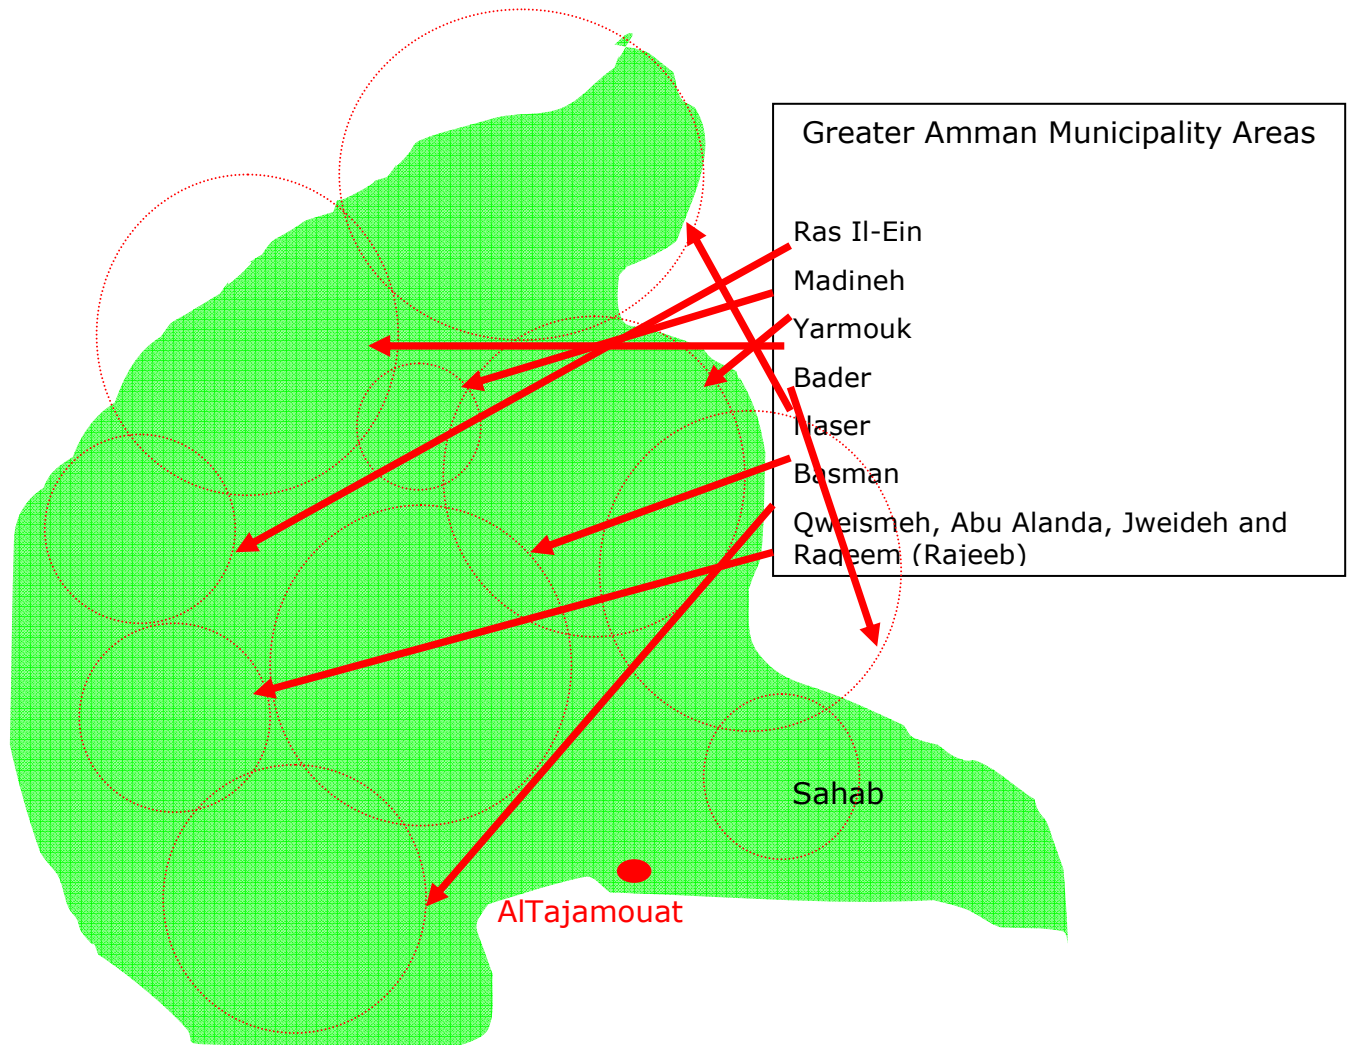 Greater Amman Municipality Areas
Ras Il-Ein
Madineh
Yarmouk
Bader
Naser
Basman
Qweismeh, Abu Alanda, Jweideh and
Raqeem (Rajeeb)
Sahab
AlTajamouat